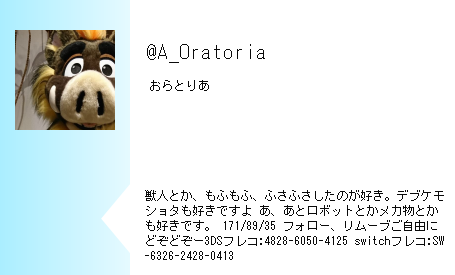 @A_Oratoria
おらとりあ
獣人とか、もふもふ、ふさふさしたのが好き。デブケモ
ショタも好きですよ あ、あとロボットとかメカ物とか
も好きです。 171/89/35 フォロー、リムーブご自由に
どぞどぞー3DSフレコ:4828-6050-4125 switchフレコ:SW
-6326-2428-0413